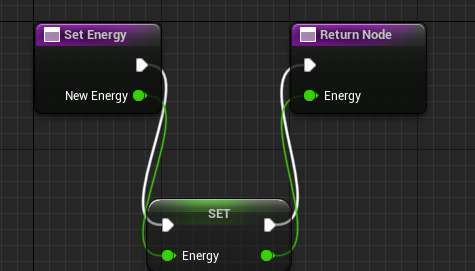 Set Energy
Return Node
New Energy
Energy
SET
Energy